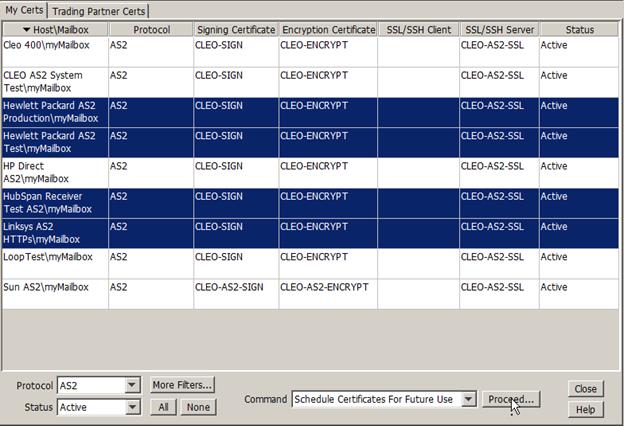 My Certs Trading Partner Certs
Host\Mailbox Protocol Signing Certificate Encryption Certificate SSL/SSH Client SSL/SSH Server Status
Cleo 400\myMailbox AS2 CLEO-SIGN CLEO-ENCRYPT CLEO-AS2-SSL Active
CLEO AS2 System AS2 CLEO-SIGN CLEO-ENCRYPT CLEO-AS2-SSL Active
Test\myMailbox
Hewlett Packard AS2 AS2 CLEO-SIGN CLEO-ENCRYPT CLEO-AS2-SSL Active
Production\myMailbox
Hewlett Packard AS2 AS2 CLEO-SIGN CLEO-ENCRYPT CLEO-AS2-SSL Active
Test\myMailbox
HP Direct AS2 CLEO-SIGN CLEO-ENCRYPT CLEO-AS2-SSL Active
AS2\myMailbox
HubSpan Receiver AS2 CLEO-SIGN CLEO-ENCRYPT CLEO-AS2-SSL Active
Test AS2\myMailbox
Linksys AS2 AS2 CLEO-SIGN CLEO-ENCRYPT CLEO-AS2-SSL Active
HTTPs\myMailbox
LoopTest\myMailbox AS2 CLEO-SIGN CLEO-ENCRYPT CLEO-AS2-SSL Active
Sun AS2\myMailbox AS2 CLEO-AS2-SIGN CLEO-AS2-ENCRYPT CLEO-AS2-SSL Active
Protocol AS2 More Filters...
Status Active All None
Command Schedule Certificates For Future Use Proceed...
Close
Help